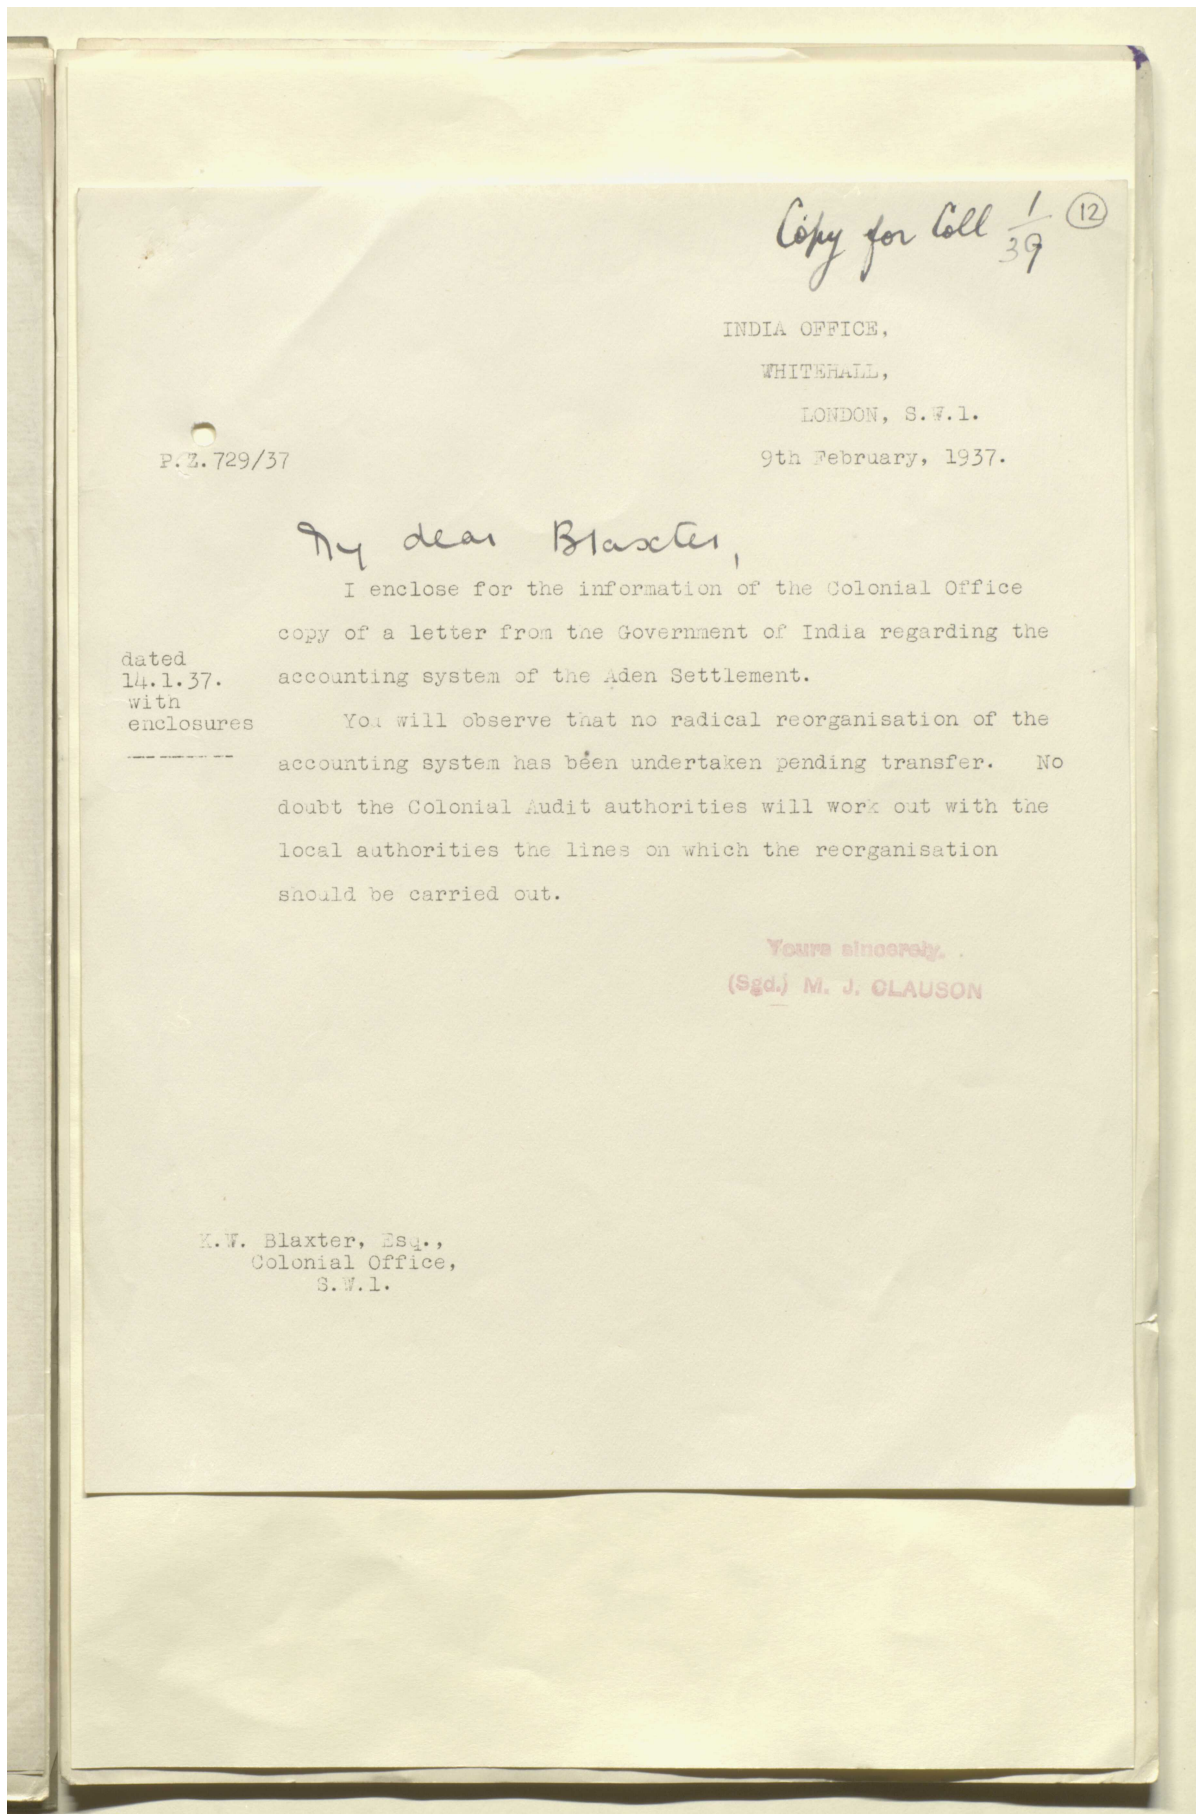 Copy for Coll 1/39
12
INDIA OFFICE,
WHITEHALL,
LONDON, S.W.1.
P.Z.729/37
9th February, 1937.
My dear Blaxter,
I enclose for the information of the Colonial Office
copy of a letter from the Government of India regarding the
dated
14.1.37.
with
enclosures
accounting system of the Aden Settlement.
You will observe that no radical reorganisation of the
accounting system has been undertaken pending transfer. No
doubt the Colonial Audit authorities will work out with the
local authorities the lines on which the reorganisation
should be carried out.
Yours sincerely.
(Sgd.) M. J. CLAUSON
K.W. Blaxter, Esq.,
Colonial Office,
S.W.1.